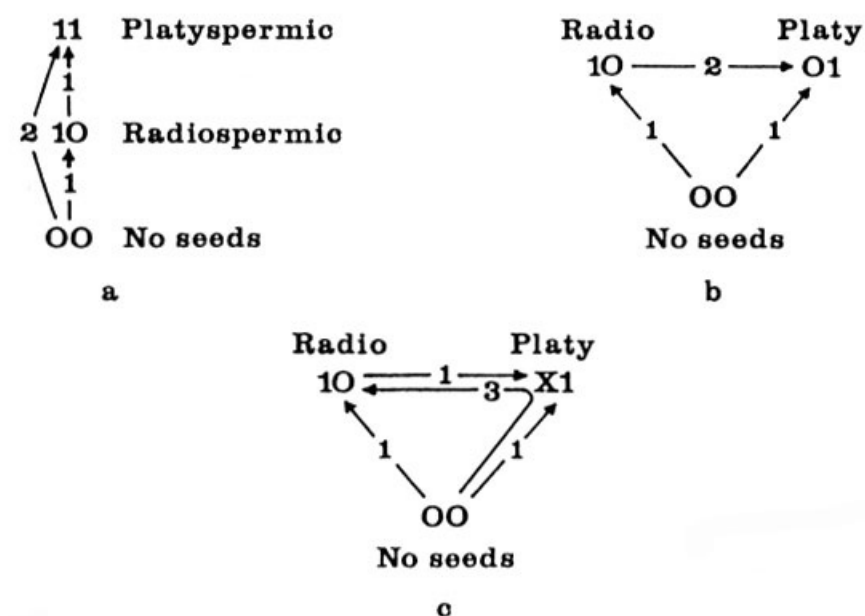 11 Platyspermic
1
2 10 Radiospermic
1
00 No seeds
a
Radio Platy
10 2 01
1 1
00
No seeds
b
Radio Platy
10 1 X1
3
1 1
00
No seeds
c